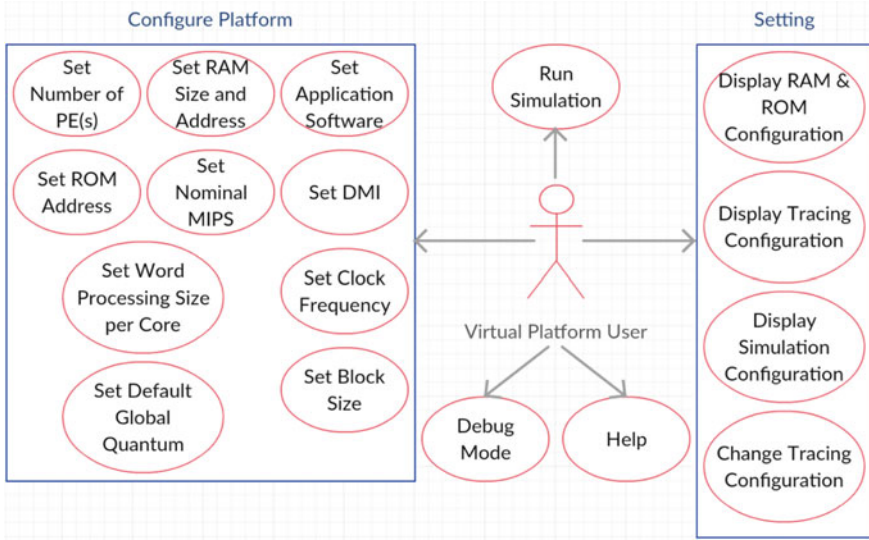 Configure Platform
Set
Number of
PE(s)
Set RAM
Size and
Address
Set
Application
Software
Set ROM
Address
Set
Nominal
MIPS
Set DMI
Set Word
Processing Size
per Core
Set Clock
Frequency
Set Default
Global
Quantum
Set Block
Size
Run
Simulation
Virtual Platform User
Debug
Mode
Help
Setting
Display RAM &
ROM
Configuration
Display Tracing
Configuration
Display
Simulation
Configuration
Change Tracing
Configuration